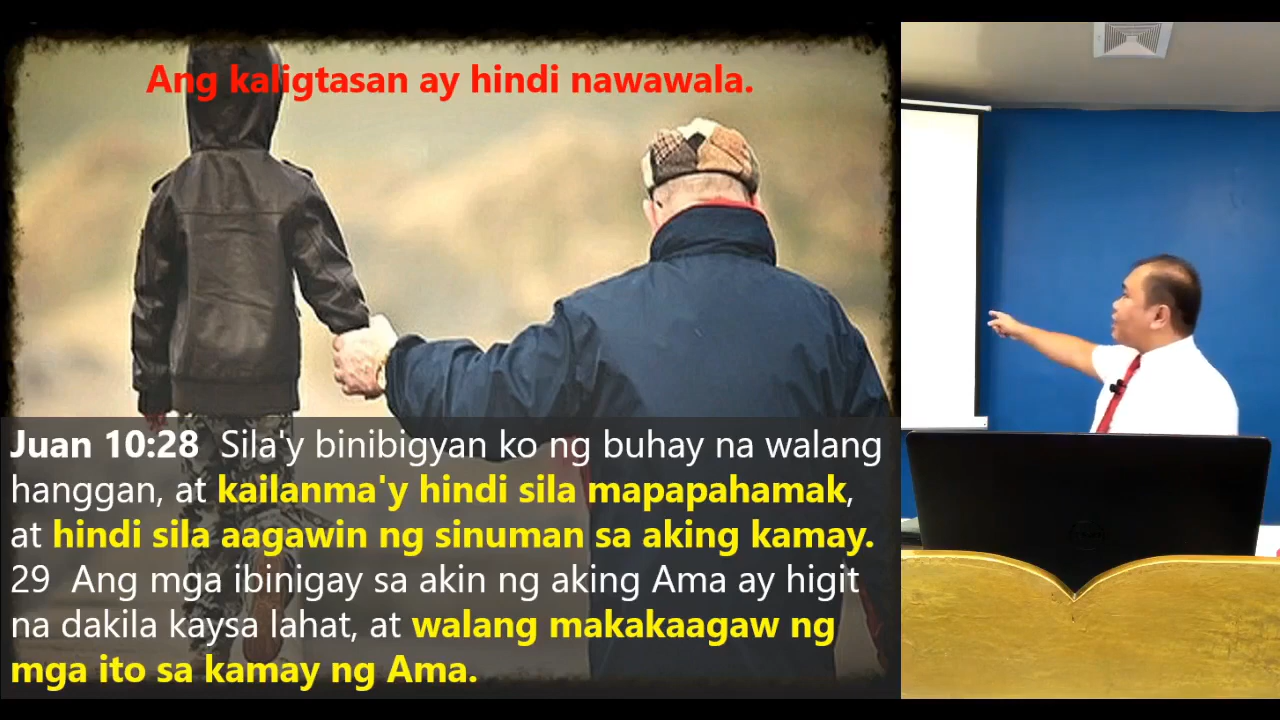 Ang kaligtasan ay hindi nawawala.
Juan 10:28  Sila'y binibigyan ko ng buhay na walang
hanggan, at kailanma'y hindi sila mapapahamak,
at hindi sila aagawin ng sinuman sa aking kamay.
29  Ang mga ibinigay sa akin ng aking Ama ay higit
na dakila kaysa lahat, at walang makakaagaw ng
mga ito sa kamay ng Ama.